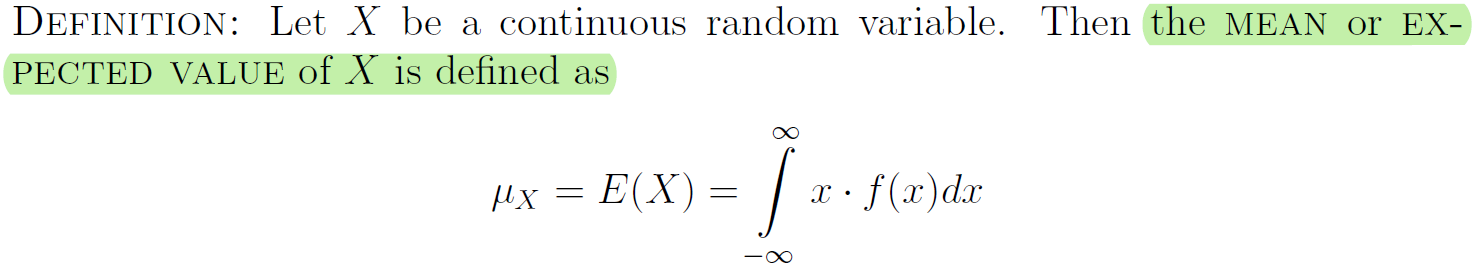 DEFINITION: Let X be a continuous random variable. Then the MEAN or EX-
PECTED VALUE of X is defined as
μ_X = E(X) = ∫_{-∞}^{∞} x · f(x)dx